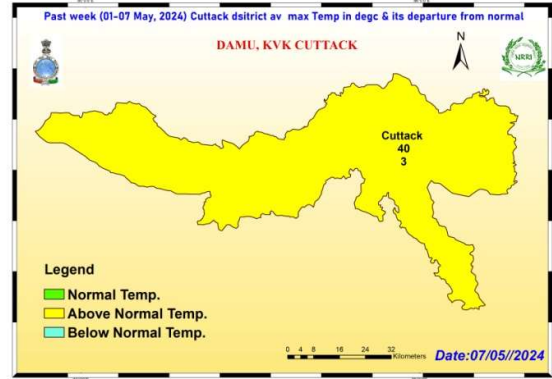 Past week (01-07 May, 2024) Cuttack dsitrict av max Temp in degc & its departure from normal
DAMU, KVK CUTTACK
N
NRRI
Cuttack
40
3
Legend
Normal Temp.
Above Normal Temp.
Below Normal Temp.
0 4 8 16 24 32
Kilometers
Date:07/05//2024